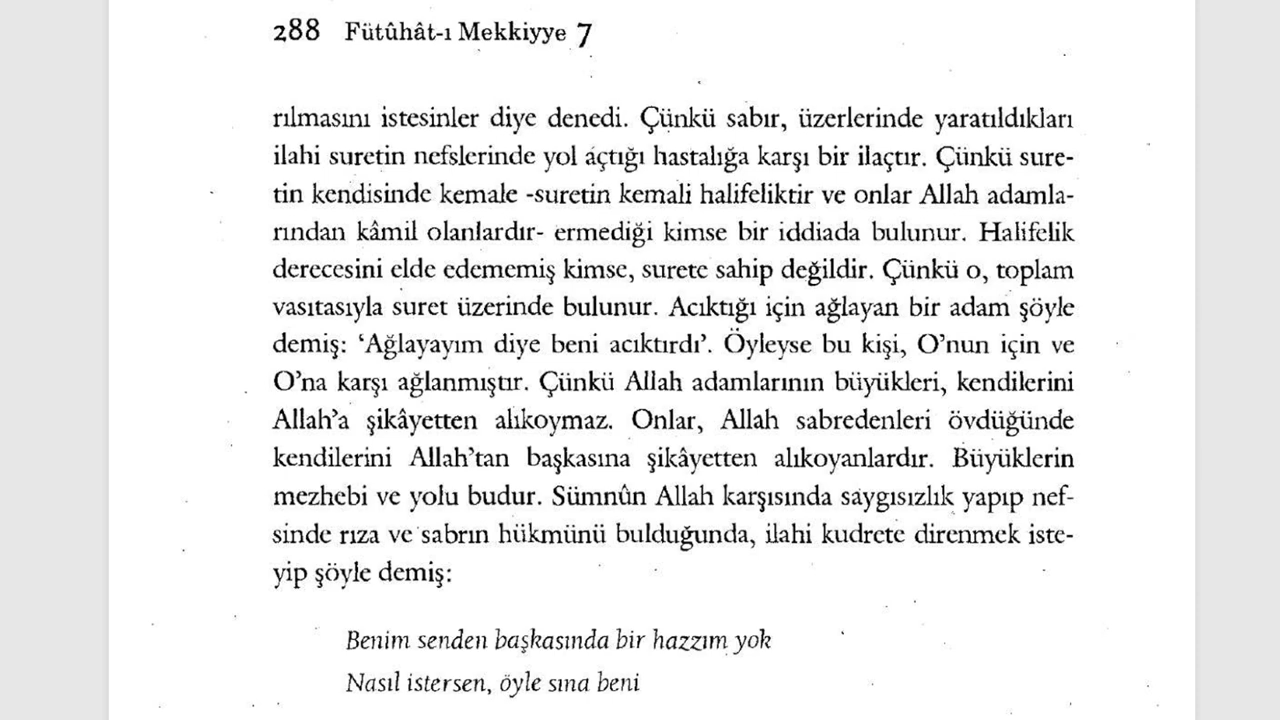 288 Fütûhât-ı Mekkiyye 7
rılmasını istesinler diye denedi. Çünkü sabır, üzerlerinde yaratıldıkları
ilahi suretin nefslerinde yol açtığı hastalığa karşı bir ilaçtır. Çünkü sure-
tin kendisinde kemale -suretin kemali halifeliktir ve onlar Allah adamla-
rından kâmil olanlardır- ermediği kimse bir iddiada bulunur. Halifelik
derecesini elde edememiş kimse, surete sahip değildir. Çünkü o, toplam
vasıtasıyla suret üzerinde bulunur. Acıktığı için ağlayan bir adam şöyle
demiş: ‘Ağlayayım diye beni acıktırdı’. Öyleyse bu kişi, O’nun için ve
O’na karşı ağlanmıştır. Çünkü Allah adamlarının büyükleri, kendilerini
Allah’a şikâyetten alıkoymaz. Onlar, Allah sabredenleri övdüğünde
kendilerini Allah’tan başkasına şikâyetten alıkoyanlardır. Büyüklerin
mezhebi ve yolu budur. Sümnûn Allah karşısında saygısızlık yapıp nef-
sinde rıza ve sabrın hükmünü bulduğunda, ilahi kudrete direnmek iste-
yip şöyle demiş:
Benim senden başkasında bir hazzım yok
Nasıl istersen, öyle sına beni